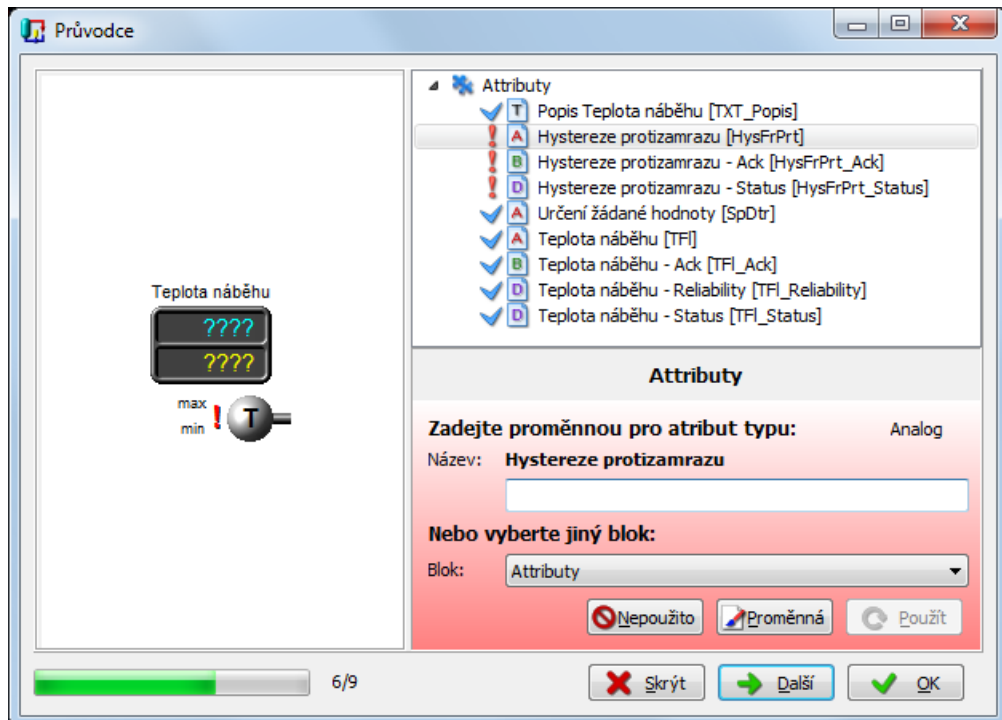 Průvodce
Attributy
T Popis Teplota náběhu [TXT_Popis]
A Hystereze protizamrazu [HysFrPrt]
B Hystereze protizamrazu - Ack [HysFrPrt_Ack]
D Hystereze protizamrazu - Status [HysFrPrt_Status]
A Určení žádané hodnoty [SpDtr]
A Teplota náběhu [TFl]
B Teplota náběhu - Ack [TFl_Ack]
D Teplota náběhu - Reliability [TFl_Reliability]
D Teplota náběhu - Status [TFl_Status]
Teplota náběhu
????
????
max
min ! T
Attributy
Zadejte proměnnou pro atribut typu: Analog
Název: Hystereze protizamrazu
Nebo vyberte jiný blok:
Blok: Attributy
Nepoužito Proměnná Použít
6/9 Skrýt Další OK